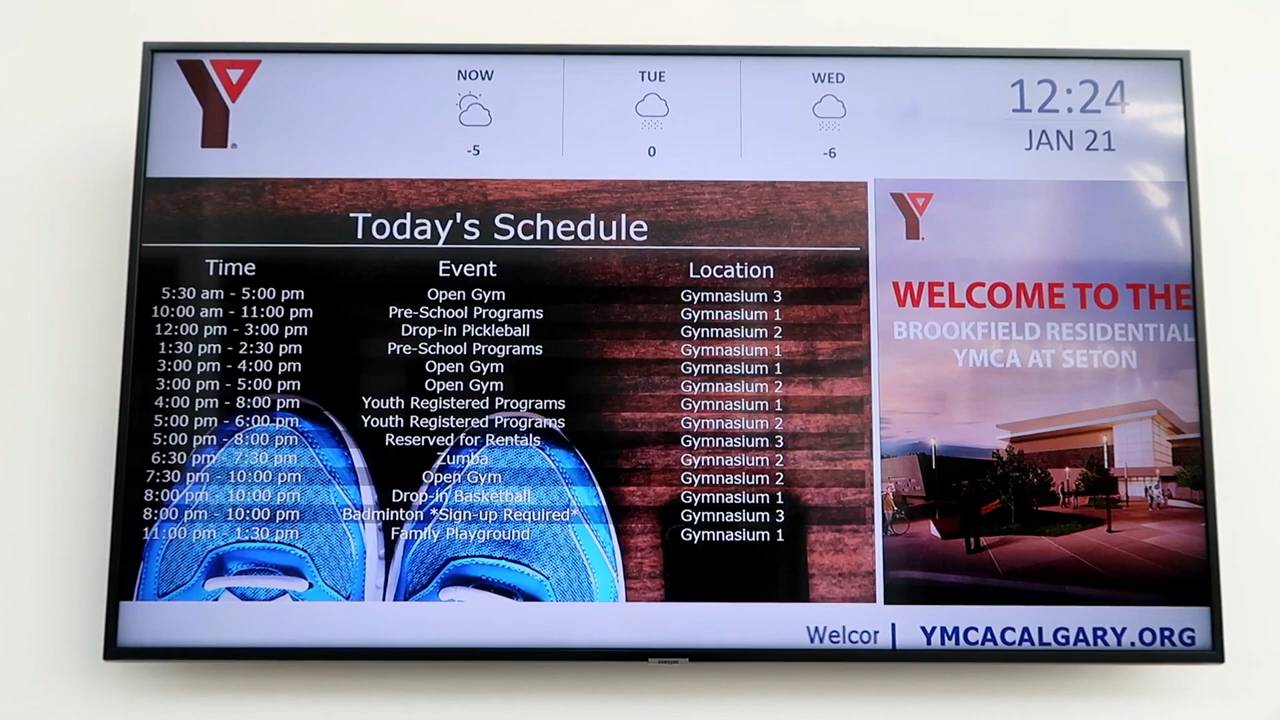 NOW TUE WED
-5 0 -6
12:24
JAN 21
Today's Schedule
Time Event Location
5:30 am - 5:00 pm Open Gym Gymnasium 3
10:00 am - 11:00 pm Pre-School Programs Gymnasium 1
12:00 pm - 3:00 pm Drop-in Pickleball Gynmasium 2
1:30 pm - 2:30 pm Pre-School Programs Gymnasium 1
3:00 pm - 4:00 pm Open Gym Gymnasium 1
3:00 pm - 5:00 pm Open Gym Gymnasium 2
4:00 pm - 8:00 pm Youth Registered Programs Gymnasium 1
5:00 pm - 6:00 pm Youth Registered Programs Gymnasium 2
5:00 pm - 8:00 pm Reserved for Rentals Gymnasium 3
6:30 pm - 7:30 pm Zumba Gymnasium 2
7:30 pm - 10:00 pm Open Gym Gymnasium 2
8:00 pm - 10:00 pm Drop-in Basketball Gymnasium 1
8:00 pm - 10:00 pm Badminton *Sign-up Required* Gymnasium 3
11:00 pm - 1:30 pm Family Playground Gymnasium 1
WELCOME TO THE
BROOKFIELD RESIDENTIAL
YMCA AT SETON
Welcor | YMCACALGARY.ORG